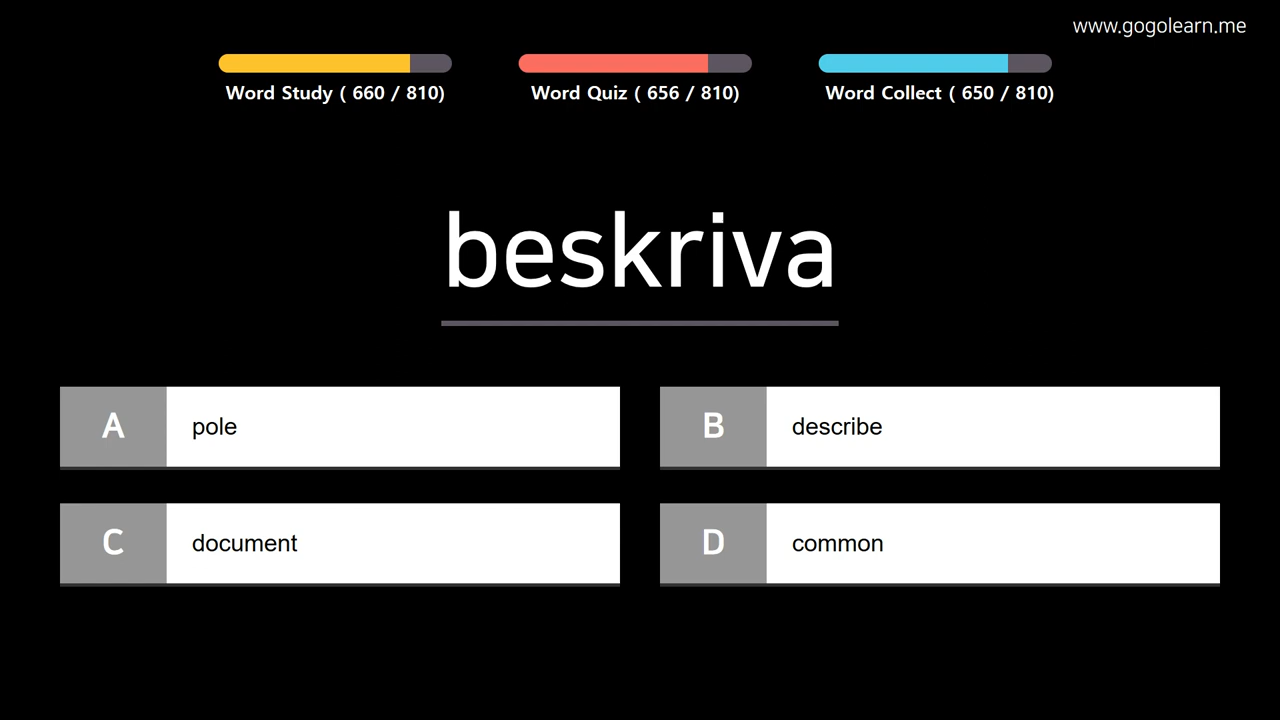 www.gogolearn.me
Word Study ( 660 / 810)
Word Quiz ( 656 / 810)
Word Collect ( 650 / 810)
beskriva
A pole
B describe
C document
D common